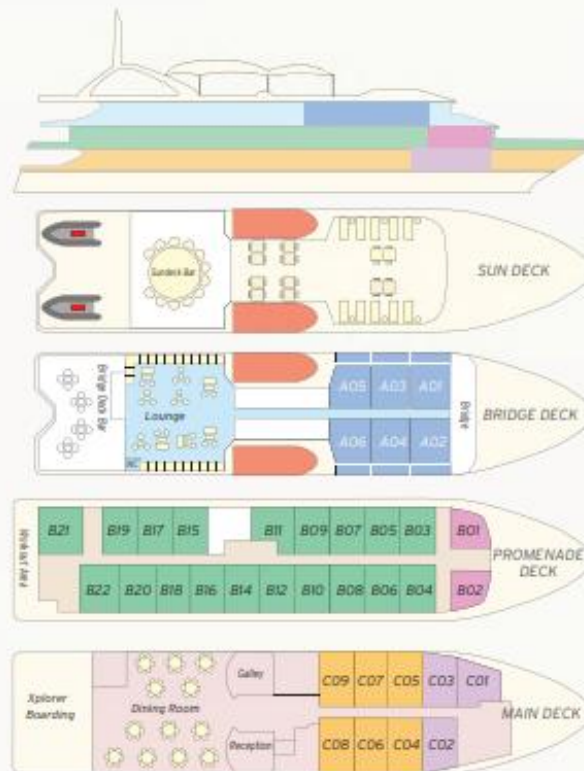 Sundeck Bar
SUN DECK
Bridge Deck Bar
Lounge
A05 A03 A01
Bridge
BRIDGE DECK
A06 A04 A02
WC
B21 B19 B17 B15 B11 B09 B07 B05 B03 B01
PROMENADE
DECK
B22 B20 B18 B16 B14 B12 B10 B08 B06 B04 B02
Xplorer
Boarding
Dining Room
Galley
C09 C07 C05 C03 C01
MAIN DECK
Reception
C08 C06 C04 C02